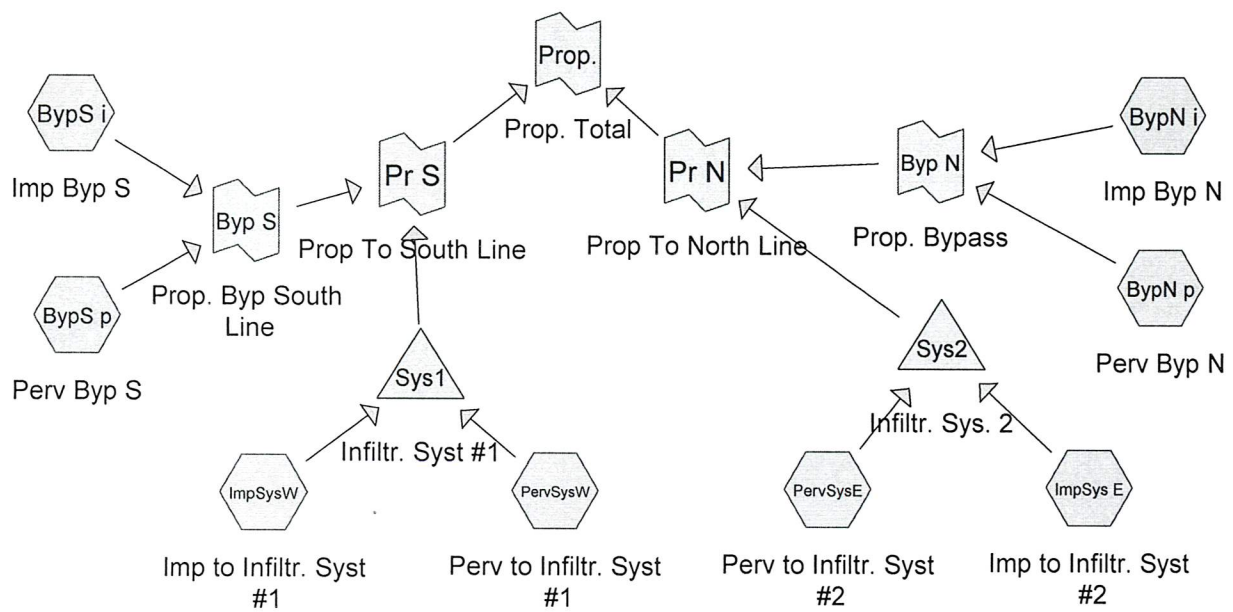 Prop.
Prop. Total
BypS i
Imp Byp S
Pr S
Prop To South Line
Pr N
Prop To North Line
Byp N
Prop. Bypass
BypN i
Imp Byp N
Byp S
Prop. Byp South
Line
BypS p
Perv Byp S
BypN p
Perv Byp N
Sys1
Infiltr. Syst #1
Sys2
Infiltr. Sys. 2
ImpSysW
Imp to Infiltr. Syst
#1
PervSysW
Perv to Infiltr. Syst
#1
PervSysE
Perv to Infiltr. Syst
#2
ImpSys E
Imp to Infiltr. Syst
#2